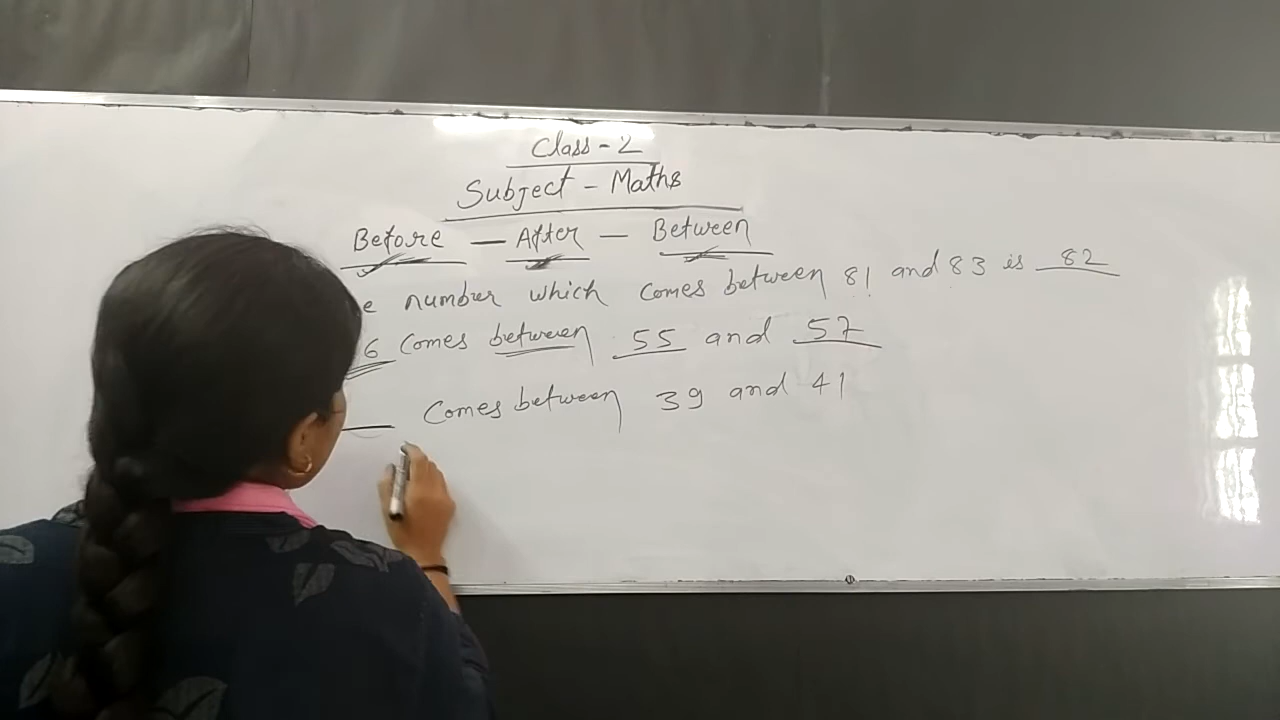 Class - 2
Subject - Maths
Before — After — Between
number which comes between 81 and 83 is 82
6 comes between 55 and 57
___ Comes between 39 and 41